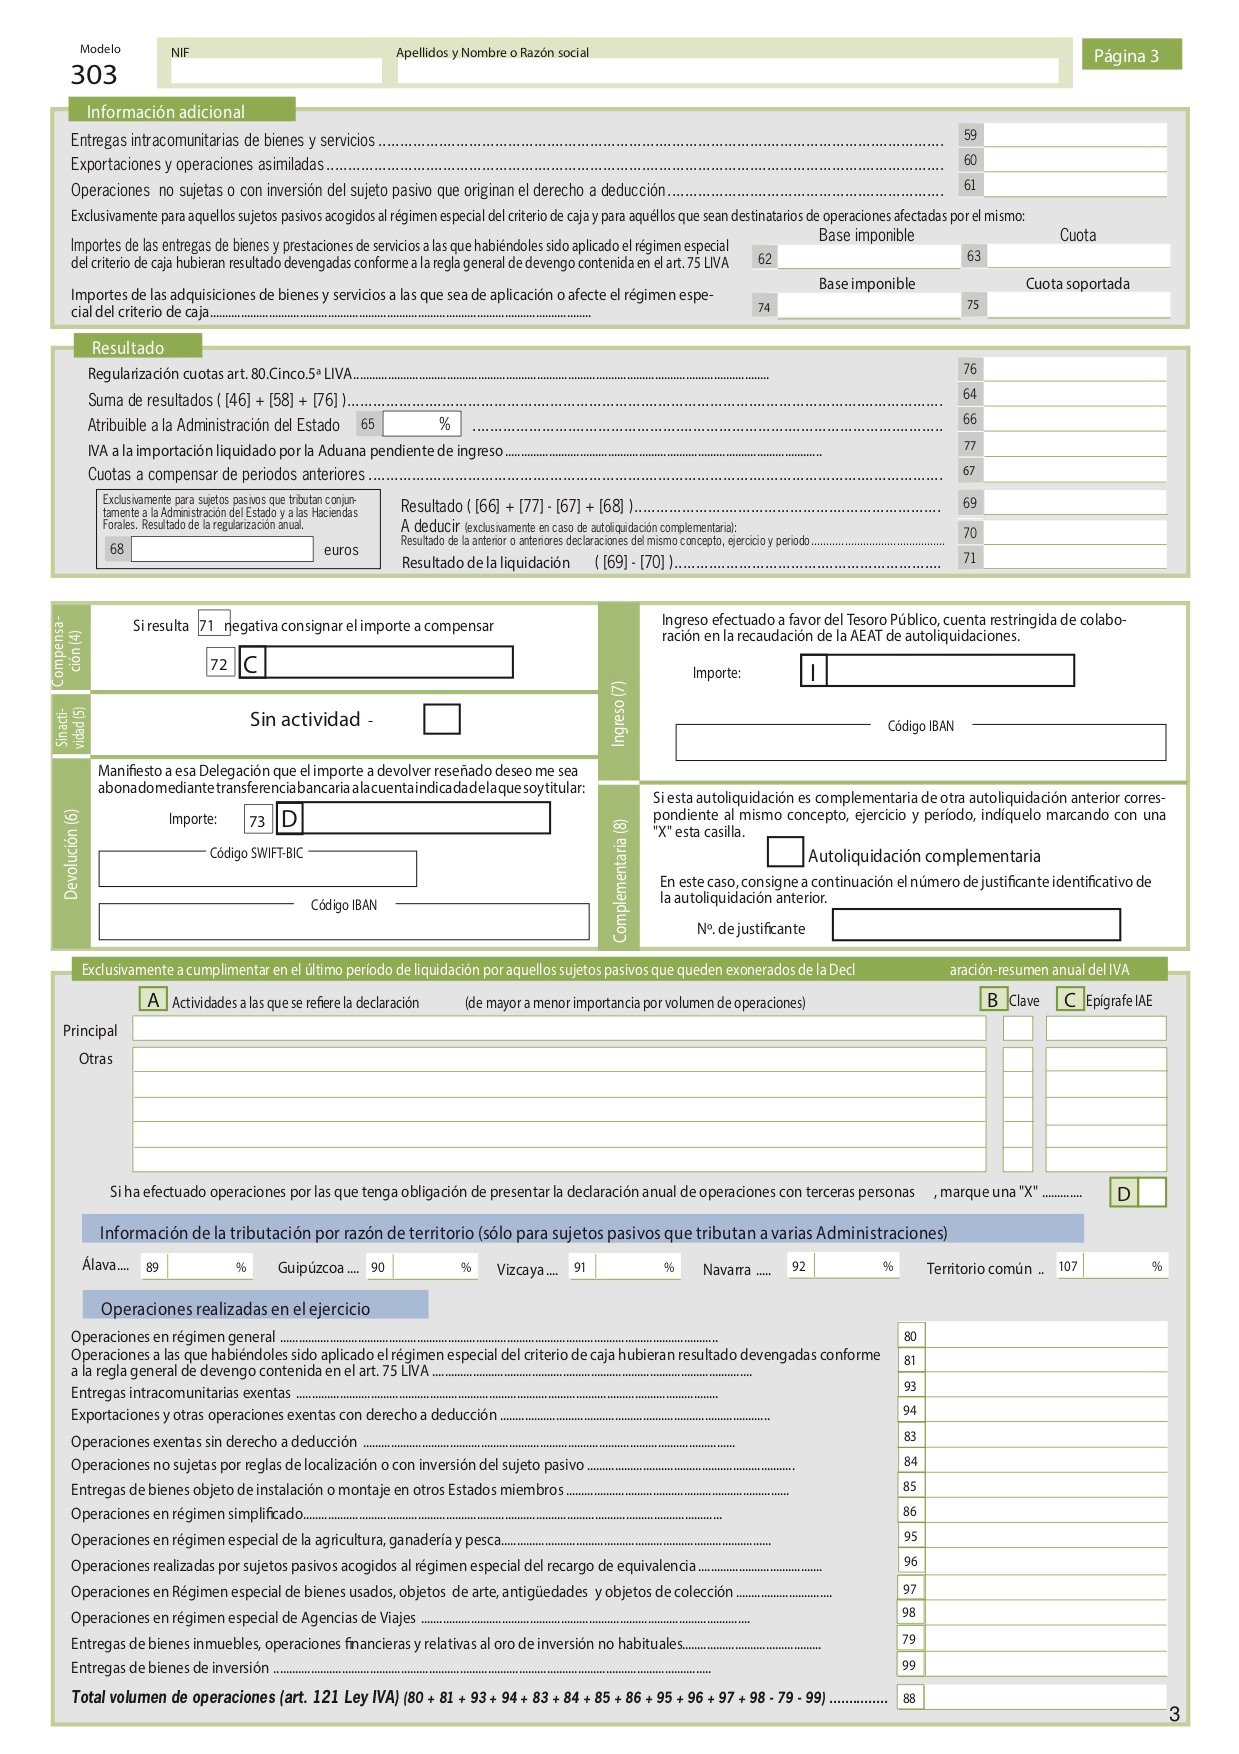 Modelo
303
NIF
Apellidos y Nombre o Razón social
Página 3
Información adicional
Entregas intracomunitarias de bienes y servicios ........ 59
Exportaciones y operaciones asimiladas ........ 60
Operaciones no sujetas o con inversión del sujeto pasivo que originan el derecho a deducción ........ 61
Exclusivamente para aquellos sujetos pasivos acogidos al régimen especial del criterio de caja y para aquéllos que sean destinatarios de operaciones afectadas por el mismo:
Base imponible Cuota
Importes de las entregas de bienes y prestaciones de servicios a las que habiéndoles sido aplicado el régimen especial
del criterio de caja hubieran resultado devengadas conforme a la regla general de devengo contenida en el art. 75 LIVA 62 63
Base imponible Cuota soportada
Importes de las adquisiciones de bienes y servicios a las que sea de aplicación o afecte el régimen espe-
cial del criterio de caja........ 74 75
Resultado
Regularización cuotas art. 80.Cinco.5ª LIVA........ 76
Suma de resultados ( [46] + [58] + [76] )........ 64
Atribuible a la Administración del Estado 65 % ........ 66
IVA a la importación liquidado por la Aduana pendiente de ingreso ........ 77
Cuotas a compensar de periodos anteriores ........ 67
Exclusivamente para sujetos pasivos que tributan conjun-
tamente a la Administración del Estado y a las Haciendas
Forales. Resultado de la regularización anual.
68 euros
Resultado ( [66] + [77] - [67] + [68] )........ 69
A deducir (exclusivamente en caso de autoliquidación complementaria):
Resultado de la anterior o anteriores declaraciones del mismo concepto, ejercicio y periodo ........ 70
Resultado de la liquidación ( [69] - [70] )........ 71
Compensa-
ción (4)
Si resulta 71 negativa consignar el importe a compensar
72 C
Sin acti-
vidad (5)
Sin actividad -
Devolución (6)
Manifiesto a esa Delegación que el importe a devolver reseñado deseo me sea
abonado mediante transferencia bancaria a la cuenta indicada de la que soy titular:
Importe: 73 D
Código SWIFT-BIC
Código IBAN
Ingreso (7)
Ingreso efectuado a favor del Tesoro Público, cuenta restringida de colabo-
ración en la recaudación de la AEAT de autoliquidaciones.
Importe: I
Código IBAN
Complementaria (8)
Si esta autoliquidación es complementaria de otra autoliquidación anterior corres-
pondiente al mismo concepto, ejercicio y período, indíquelo marcando con una
"X" esta casilla.
Autoliquidación complementaria
En este caso, consigne a continuación el número de justificante identificativo de
la autoliquidación anterior.
Nº. de justificante
Exclusivamente a cumplimentar en el último período de liquidación por aquellos sujetos pasivos que queden exonerados de la Decl aración-resumen anual del IVA
A Actividades a las que se refiere la declaración (de mayor a menor importancia por volumen de operaciones) B Clave C Epígrafe IAE
Principal
Otras
Si ha efectuado operaciones por las que tenga obligación de presentar la declaración anual de operaciones con terceras personas , marque una "X" ............. D
Información de la tributación por razón de territorio (sólo para sujetos pasivos que tributan a varias Administraciones)
Álava.... 89 % Guipúzcoa .... 90 % Vizcaya .... 91 % Navarra ..... 92 % Territorio común .. 107 %
Operaciones realizadas en el ejercicio
Operaciones en régimen general ........ 80
Operaciones a las que habiéndoles sido aplicado el régimen especial del criterio de caja hubieran resultado devengadas conforme
a la regla general de devengo contenida en el art. 75 LIVA ........ 81
Entregas intracomunitarias exentas ........ 93
Exportaciones y otras operaciones exentas con derecho a deducción ........ 94
Operaciones exentas sin derecho a deducción ........ 83
Operaciones no sujetas por reglas de localización o con inversión del sujeto pasivo ........ 84
Entregas de bienes objeto de instalación o montaje en otros Estados miembros ........ 85
Operaciones en régimen simplificado........ 86
Operaciones en régimen especial de la agricultura, ganadería y pesca........ 95
Operaciones realizadas por sujetos pasivos acogidos al régimen especial del recargo de equivalencia ........ 96
Operaciones en Régimen especial de bienes usados, objetos de arte, antigüedades y objetos de colección ........ 97
Operaciones en régimen especial de Agencias de Viajes ........ 98
Entregas de bienes inmuebles, operaciones financieras y relativas al oro de inversión no habituales........ 79
Entregas de bienes de inversión ........ 99
Total volumen de operaciones (art. 121 Ley IVA) (80 + 81 + 93 + 94 + 83 + 84 + 85 + 86 + 95 + 96 + 97 + 98 - 79 - 99) ............... 88
3